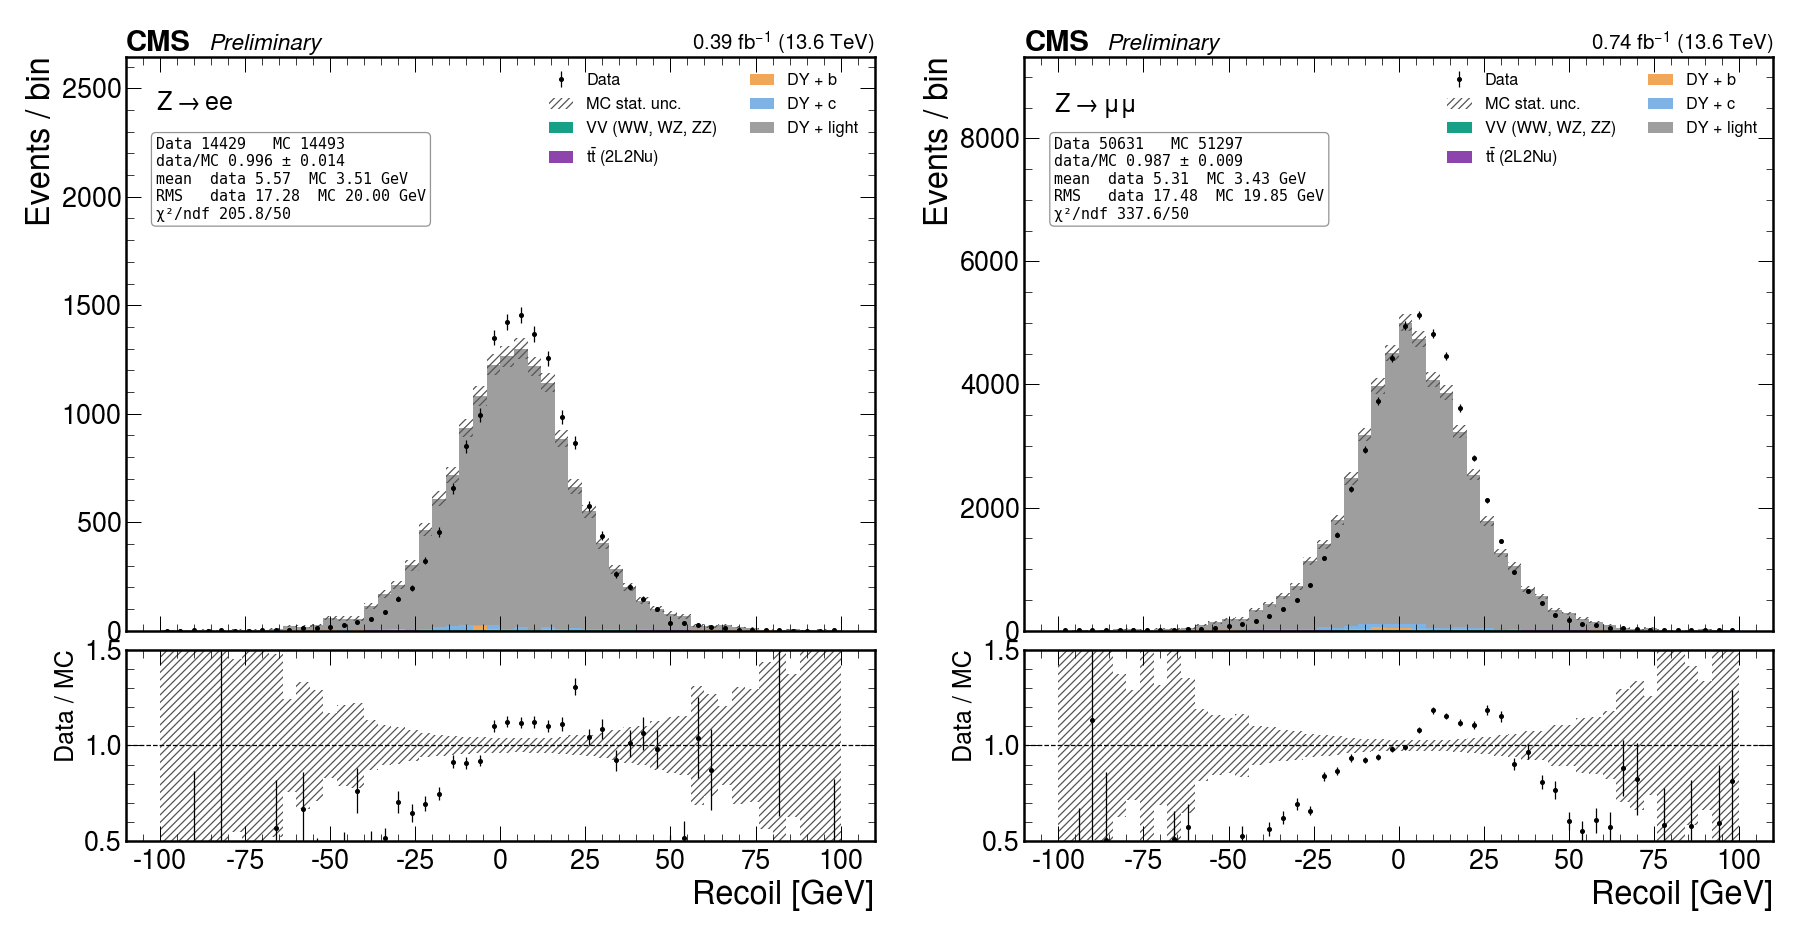 CMS Preliminary 0.39 fb⁻¹ (13.6 TeV)
Events / bin
Z → ee
Data 14429   MC 14493
data/MC 0.996 ± 0.014
mean  data 5.57  MC 3.51 GeV
RMS   data 17.28  MC 20.00 GeV
χ²/ndf 205.8/50
Data
MC stat. unc.
VV (WW, WZ, ZZ)
tt̄ (2L2Nu)
DY + b
DY + c
DY + light
2500
2000
1500
1000
500
0
Data / MC
1.5
1.0
0.5
-100 -75 -50 -25 0 25 50 75 100
Recoil [GeV]
CMS Preliminary 0.74 fb⁻¹ (13.6 TeV)
Events / bin
Z → μμ
Data 50631   MC 51297
data/MC 0.987 ± 0.009
mean  data 5.31  MC 3.43 GeV
RMS   data 17.48  MC 19.85 GeV
χ²/ndf 337.6/50
Data
MC stat. unc.
VV (WW, WZ, ZZ)
tt̄ (2L2Nu)
DY + b
DY + c
DY + light
8000
6000
4000
2000
0
Data / MC
1.5
1.0
0.5
-100 -75 -50 -25 0 25 50 75 100
Recoil [GeV]